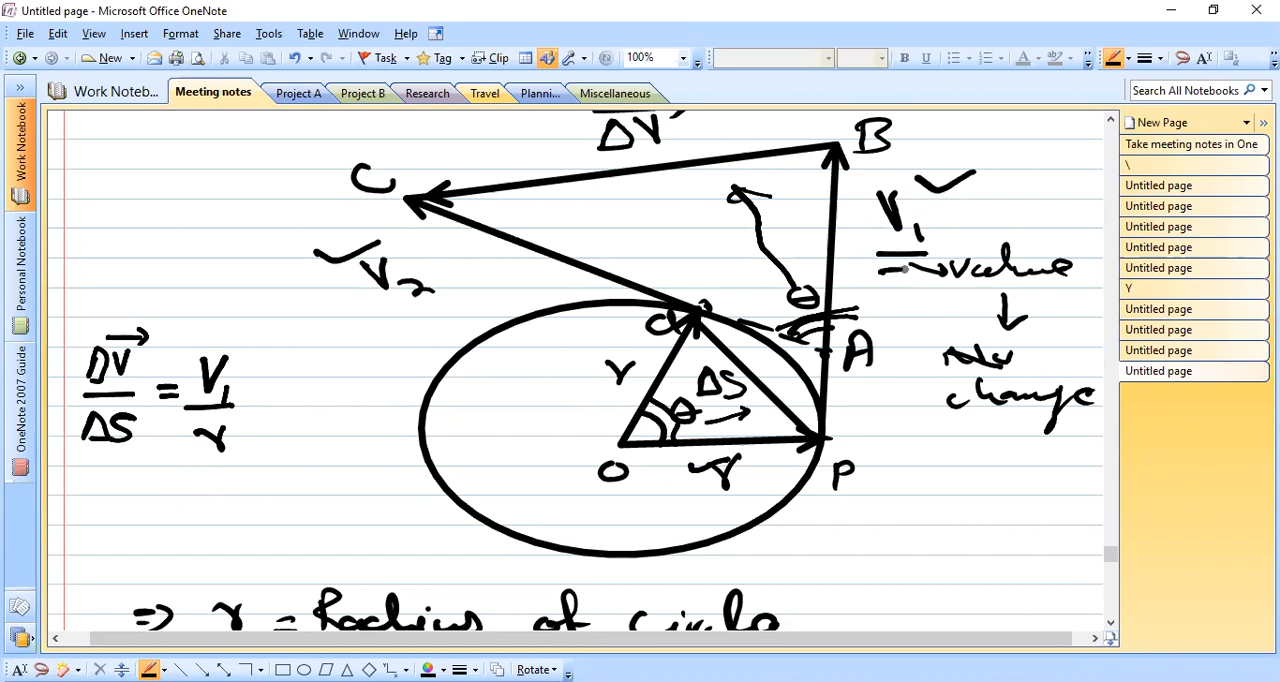 Untitled page - Microsoft Office OneNote
File Edit View Insert Format Share Tools Table Window Help
New Task Tag Clip 100% B U A ab
Work Noteb... Meeting notes Project A Project B Research Travel Planni... Miscellaneous Search All Notebooks
New Page
Take meeting notes in One
\
Untitled page
Untitled page
Untitled page
Untitled page
Untitled page
Y
Untitled page
Untitled page
Untitled page
Untitled page
Work Notebook
Personal Notebook
OneNote 2007 Guide
ΔV
B
C
V1
value
V2
θ
A
No
change
ΔV/ΔS = V1/r
r
ΔS
θ
O
r
P
=> r = Radius of circle
Rotate